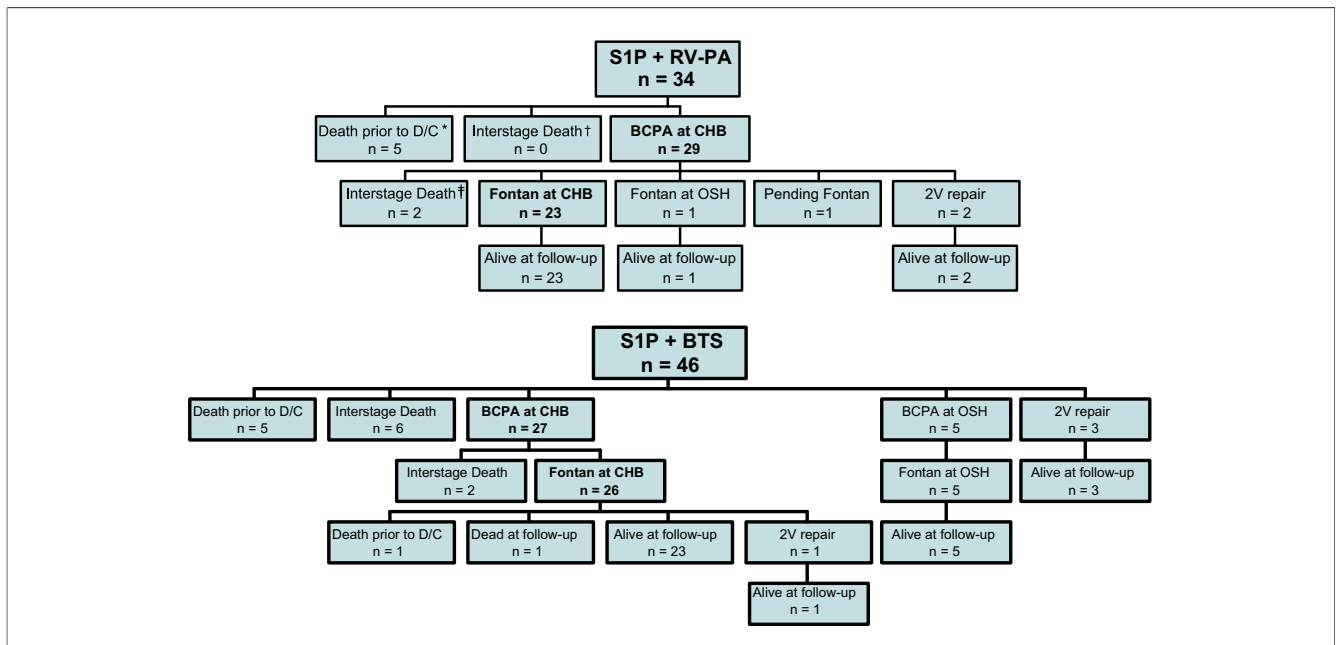 S1P + RV-PA
n = 34
Death prior to D/C *
n = 5
Interstage Death†
n = 0
BCPA at CHB
n = 29
Interstage Death‡
n = 2
Fontan at CHB
n = 23
Fontan at OSH
n = 1
Pending Fontan
n =1
2V repair
n = 2
Alive at follow-up
n = 23
Alive at follow-up
n = 1
Alive at follow-up
n = 2
S1P + BTS
n = 46
Death prior to D/C
n = 5
Interstage Death
n = 6
BCPA at CHB
n = 27
BCPA at OSH
n = 5
2V repair
n = 3
Interstage Death
n = 2
Fontan at CHB
n = 26
Fontan at OSH
n = 5
Alive at follow-up
n = 3
Death prior to D/C
n = 1
Dead at follow-up
n = 1
Alive at follow-up
n = 23
2V repair
n = 1
Alive at follow-up
n = 5
Alive at follow-up
n = 1